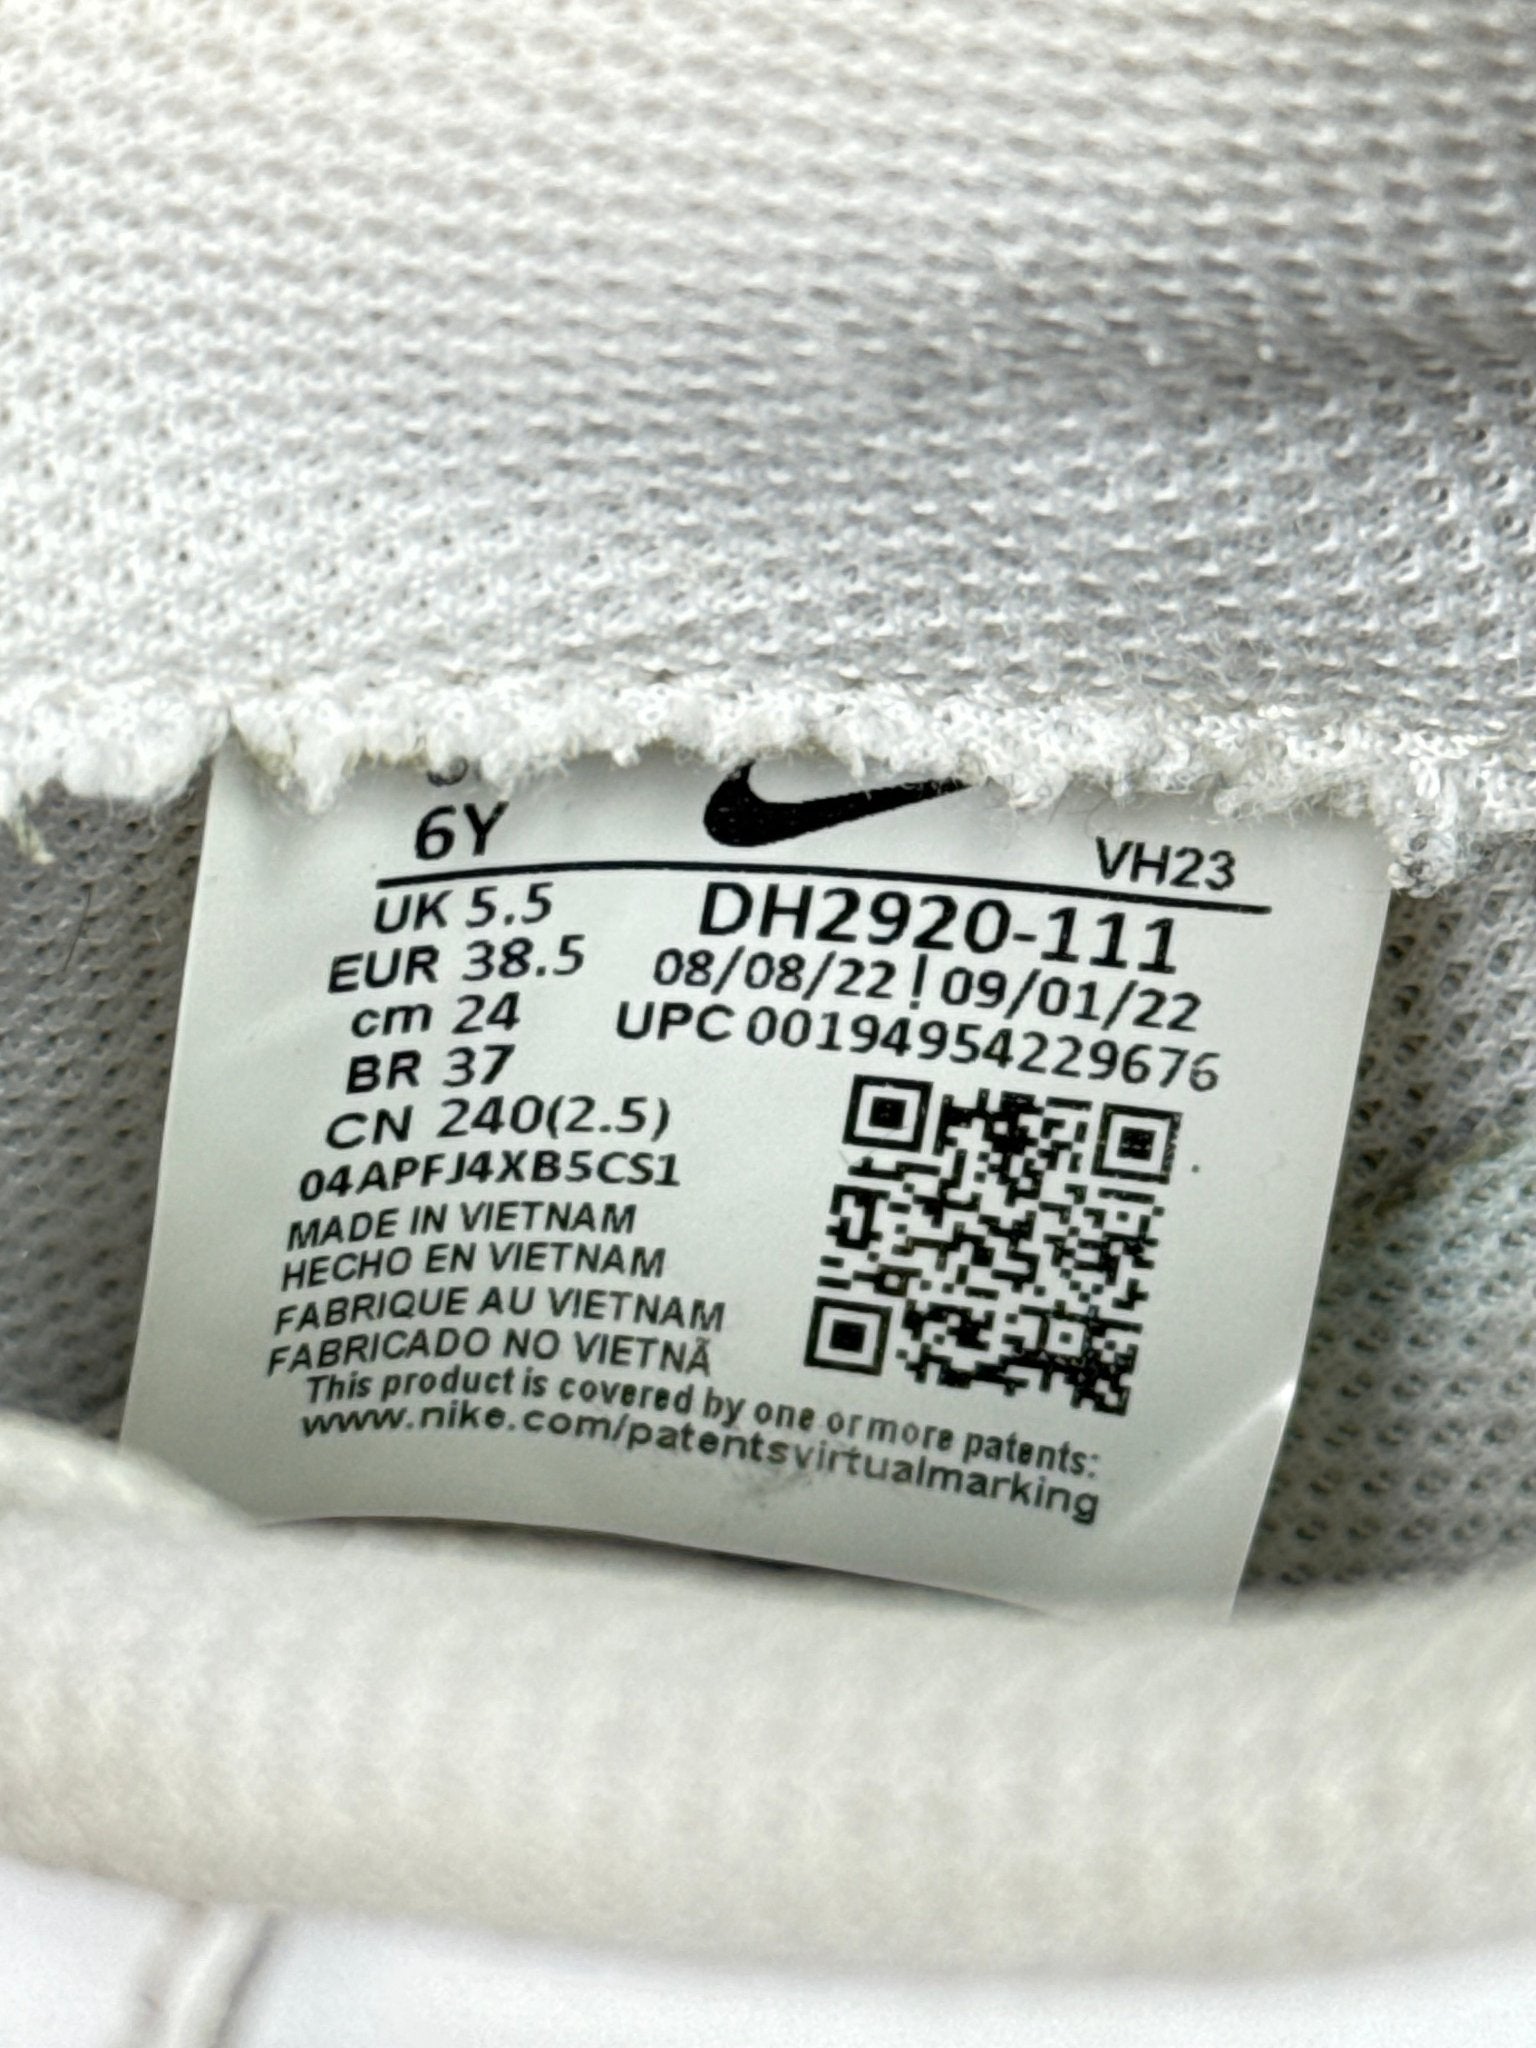 6Y
VH23
UK 5.5
DH2920-111
EUR 38.5
08/08/22 ! 09/01/22
cm 24
UPC 00194954229676
BR 37
CN 240(2.5)
04APFJ4XB5CS1
MADE IN VIETNAM
HECHO EN VIETNAM
FABRIQUE AU VIETNAM
FABRICADO NO VIETNÃ
This product is covered by one or more patents:
www.nike.com/patentsvirtualmarking